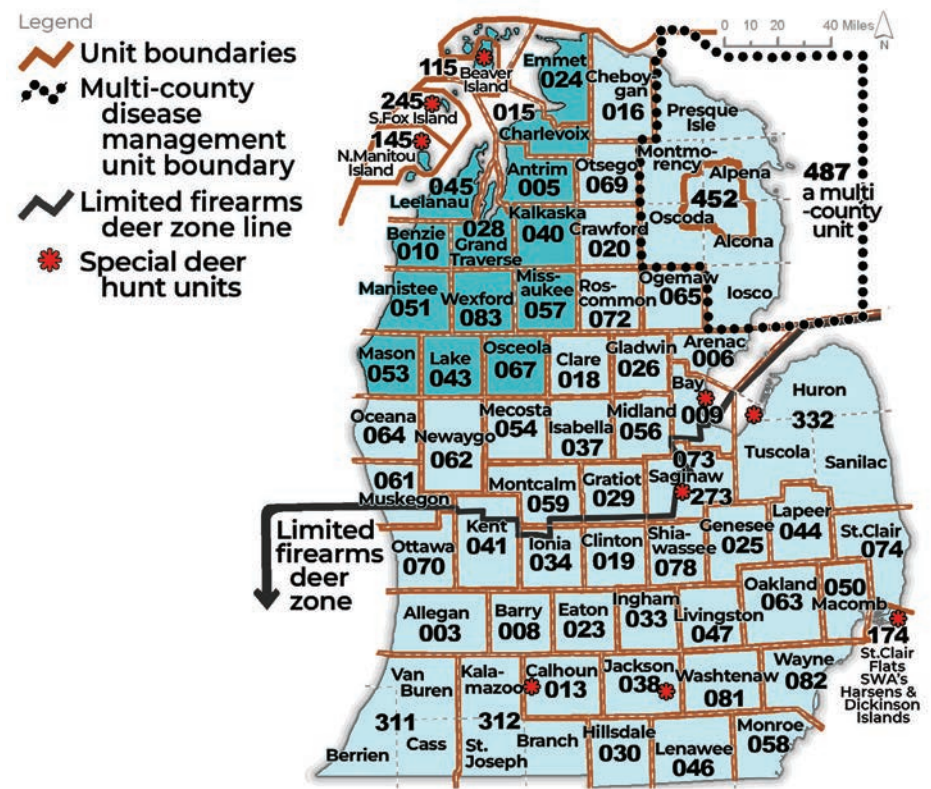 Legend
Unit boundaries
Multi-county
disease
management
unit boundary
Limited firearms
deer zone line
Special deer
hunt units
0 10 20 40 Miles
N
115
Beaver
Island
245
S.Fox Island
145
N.Manitou
Island
Emmet
024
Cheboy-
gan
016
015
Charlevoix
Presque
Isle
Montmo-
rency
Alpena
452
Oscoda
Alcona
487
a multi
-county
unit
045
Leelanau
Antrim
005
Otsego
069
Benzie
010
028
Grand
Traverse
Kalkaska
040
Crawford
020
Manistee
051
Wexford
083
Miss-
aukee
057
Ros-
common
072
Ogemaw
065
Iosco
Mason
053
Lake
043
Osceola
067
Clare
018
Gladwin
026
Arenac
006
Bay
009
Huron
332
Tuscola
Sanilac
Oceana
064
Newaygo
062
Mecosta
054
Isabella
037
Midland
056
061
Muskegon
Montcalm
059
Gratiot
029
073
Saginaw
273
Limited
firearms
deer
zone
Ottawa
070
Kent
041
Ionia
034
Clinton
019
Shia-
wassee
078
Genesee
025
Lapeer
044
St.Clair
074
Allegan
003
Barry
008
Eaton
023
Ingham
033
Livingston
047
Oakland
063
050
Macomb
174
St.Clair
Flats
SWA's
Harsens &
Dickinson
Islands
Van
Buren
311
Berrien
Cass
Kala-
mazoo
312
St.
Joseph
Branch
Calhoun
013
Jackson
038
Washtenaw
081
Wayne
082
Hillsdale
030
Lenawee
046
Monroe
058